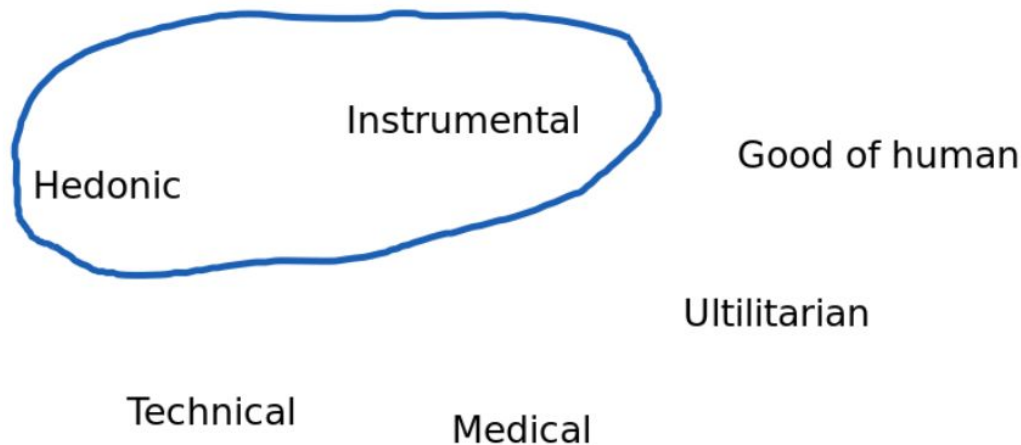 Instrumental
Good of human
Hedonic
Ultilitarian
Technical
Medical